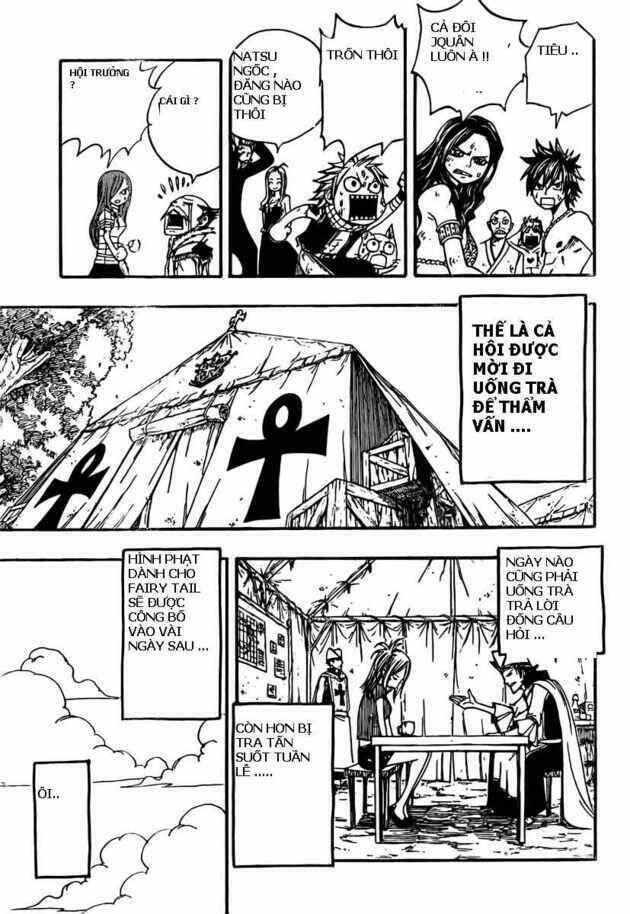 TIÊU ..
CẢ ĐÔI
JQUÂN
LUÔN À !!
TRỐN THÔI
NATSU
NGỐC ,
ĐẰNG NÀO
CŨNG BỊ
THÔI
CÁI GÌ ?
HỘI TRƯỞNG
?
THẾ LÀ CẢ
HÔI ĐƯỢC
MỜI ĐI
UỐNG TRÀ
ĐỂ THẨM
VẤN ....
NGÀY NÀO
CŨNG PHẢI
UỐNG TRÀ
TRẢ LỜI
ĐỐNG CÂU
HỎI ...
CÒN HƠN BỊ
TRA TẤN
SUỐT TUẦN
LỄ .....
HÌNH PHẠT
DÀNH CHO
FAIRY TAIL
SẼ ĐƯỢC
CÔNG BỐ
VÀO VÀI
NGÀY SAU ...
ÔI..